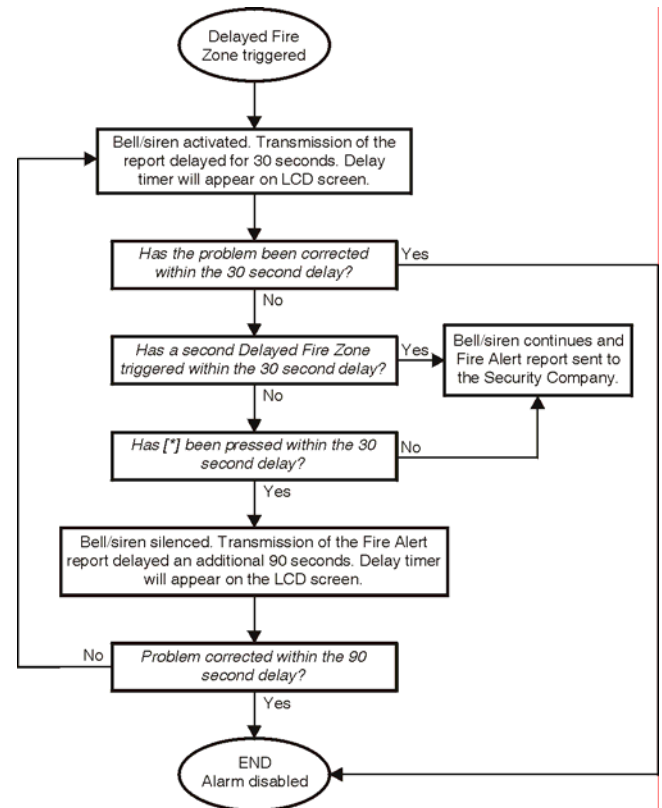 Delayed Fire
Zone triggered
Bell/siren activated. Transmission of the
report delayed for 30 seconds. Delay
timer will appear on LCD screen.
Has the problem been corrected
within the 30 second delay?
Yes
No
Has a second Delayed Fire Zone
triggered within the 30 second delay?
Yes
Bell/siren continues and
Fire Alert report sent to
the Security Company.
No
Has [*] been pressed within the 30
second delay?
No
Yes
Bell/siren silenced. Transmission of the Fire Alert
report delayed an additional 90 seconds. Delay timer
will appear on the LCD screen.
No
Problem corrected within the 90
second delay?
Yes
END
Alarm disabled